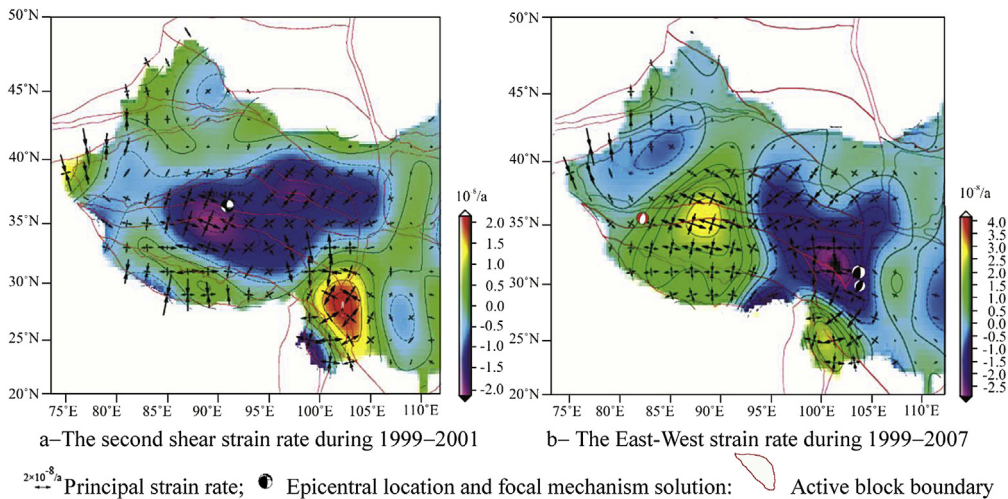 50°N
45°N
40°N
35°N
30°N
25°N
20°N
75°E 80°E 85°E 90°E 95°E 100°E 105°E 110°E
10⁻⁸/a
2.0
1.5
1.0
0.5
0.0
-0.5
-1.0
-1.5
-2.0
a–The second shear strain rate during 1999–2001
50°N
45°N
40°N
35°N
30°N
25°N
20°N
75°E 80°E 85°E 90°E 95°E 100°E 105°E 110°E
10⁻⁸/a
4.0
3.5
3.0
2.5
2.0
1.5
1.0
0.5
0.0
-0.5
-1.0
-1.5
-2.0
-2.5
b– The East-West strain rate during 1999–2007
2×10⁻⁸/a
Principal strain rate; Epicentral location and focal mechanism solution: Active block boundary